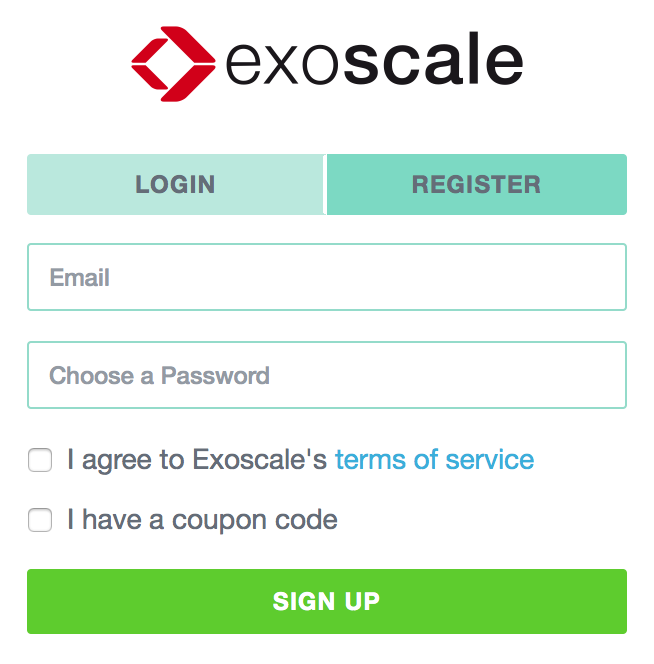 exoscale
LOGIN REGISTER
Email
Choose a Password
I agree to Exoscale's terms of service
I have a coupon code
SIGN UP